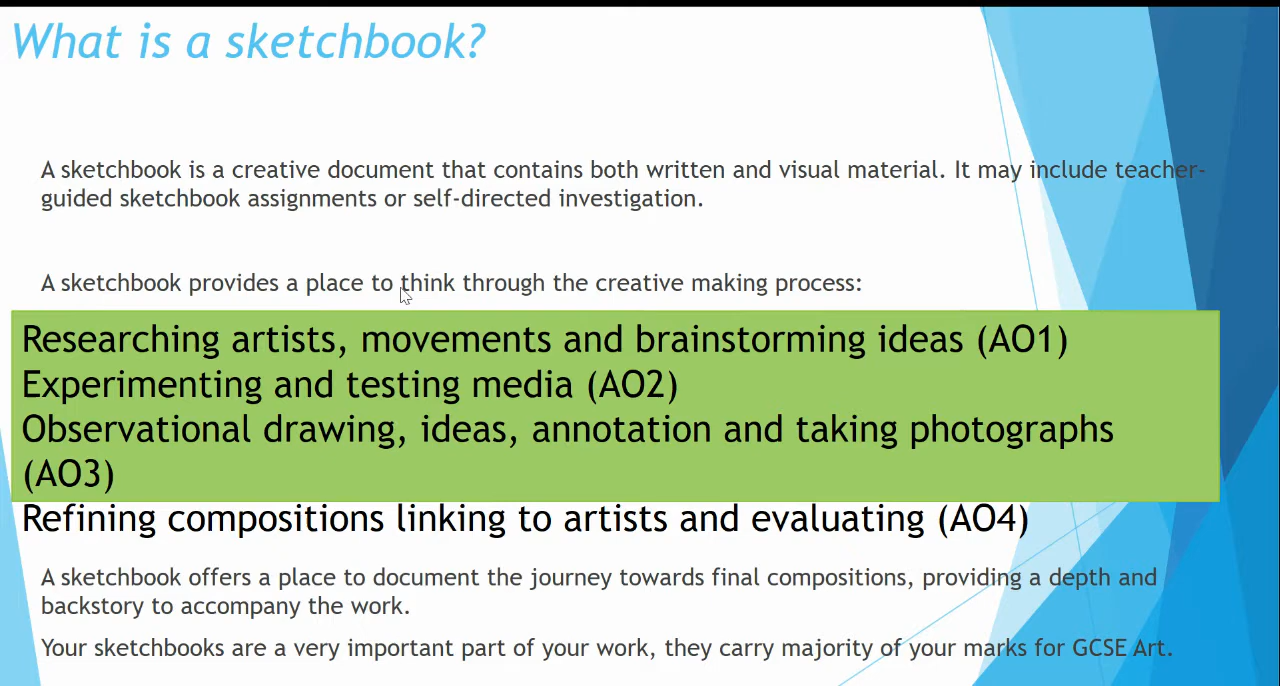 What is a sketchbook?
A sketchbook is a creative document that contains both written and visual material. It may include teacher-
guided sketchbook assignments or self-directed investigation.
A sketchbook provides a place to think through the creative making process:
Researching artists, movements and brainstorming ideas (AO1)
Experimenting and testing media (AO2)
Observational drawing, ideas, annotation and taking photographs
(AO3)
Refining compositions linking to artists and evaluating (AO4)
A sketchbook offers a place to document the journey towards final compositions, providing a depth and
backstory to accompany the work.
Your sketchbooks are a very important part of your work, they carry majority of your marks for GCSE Art.